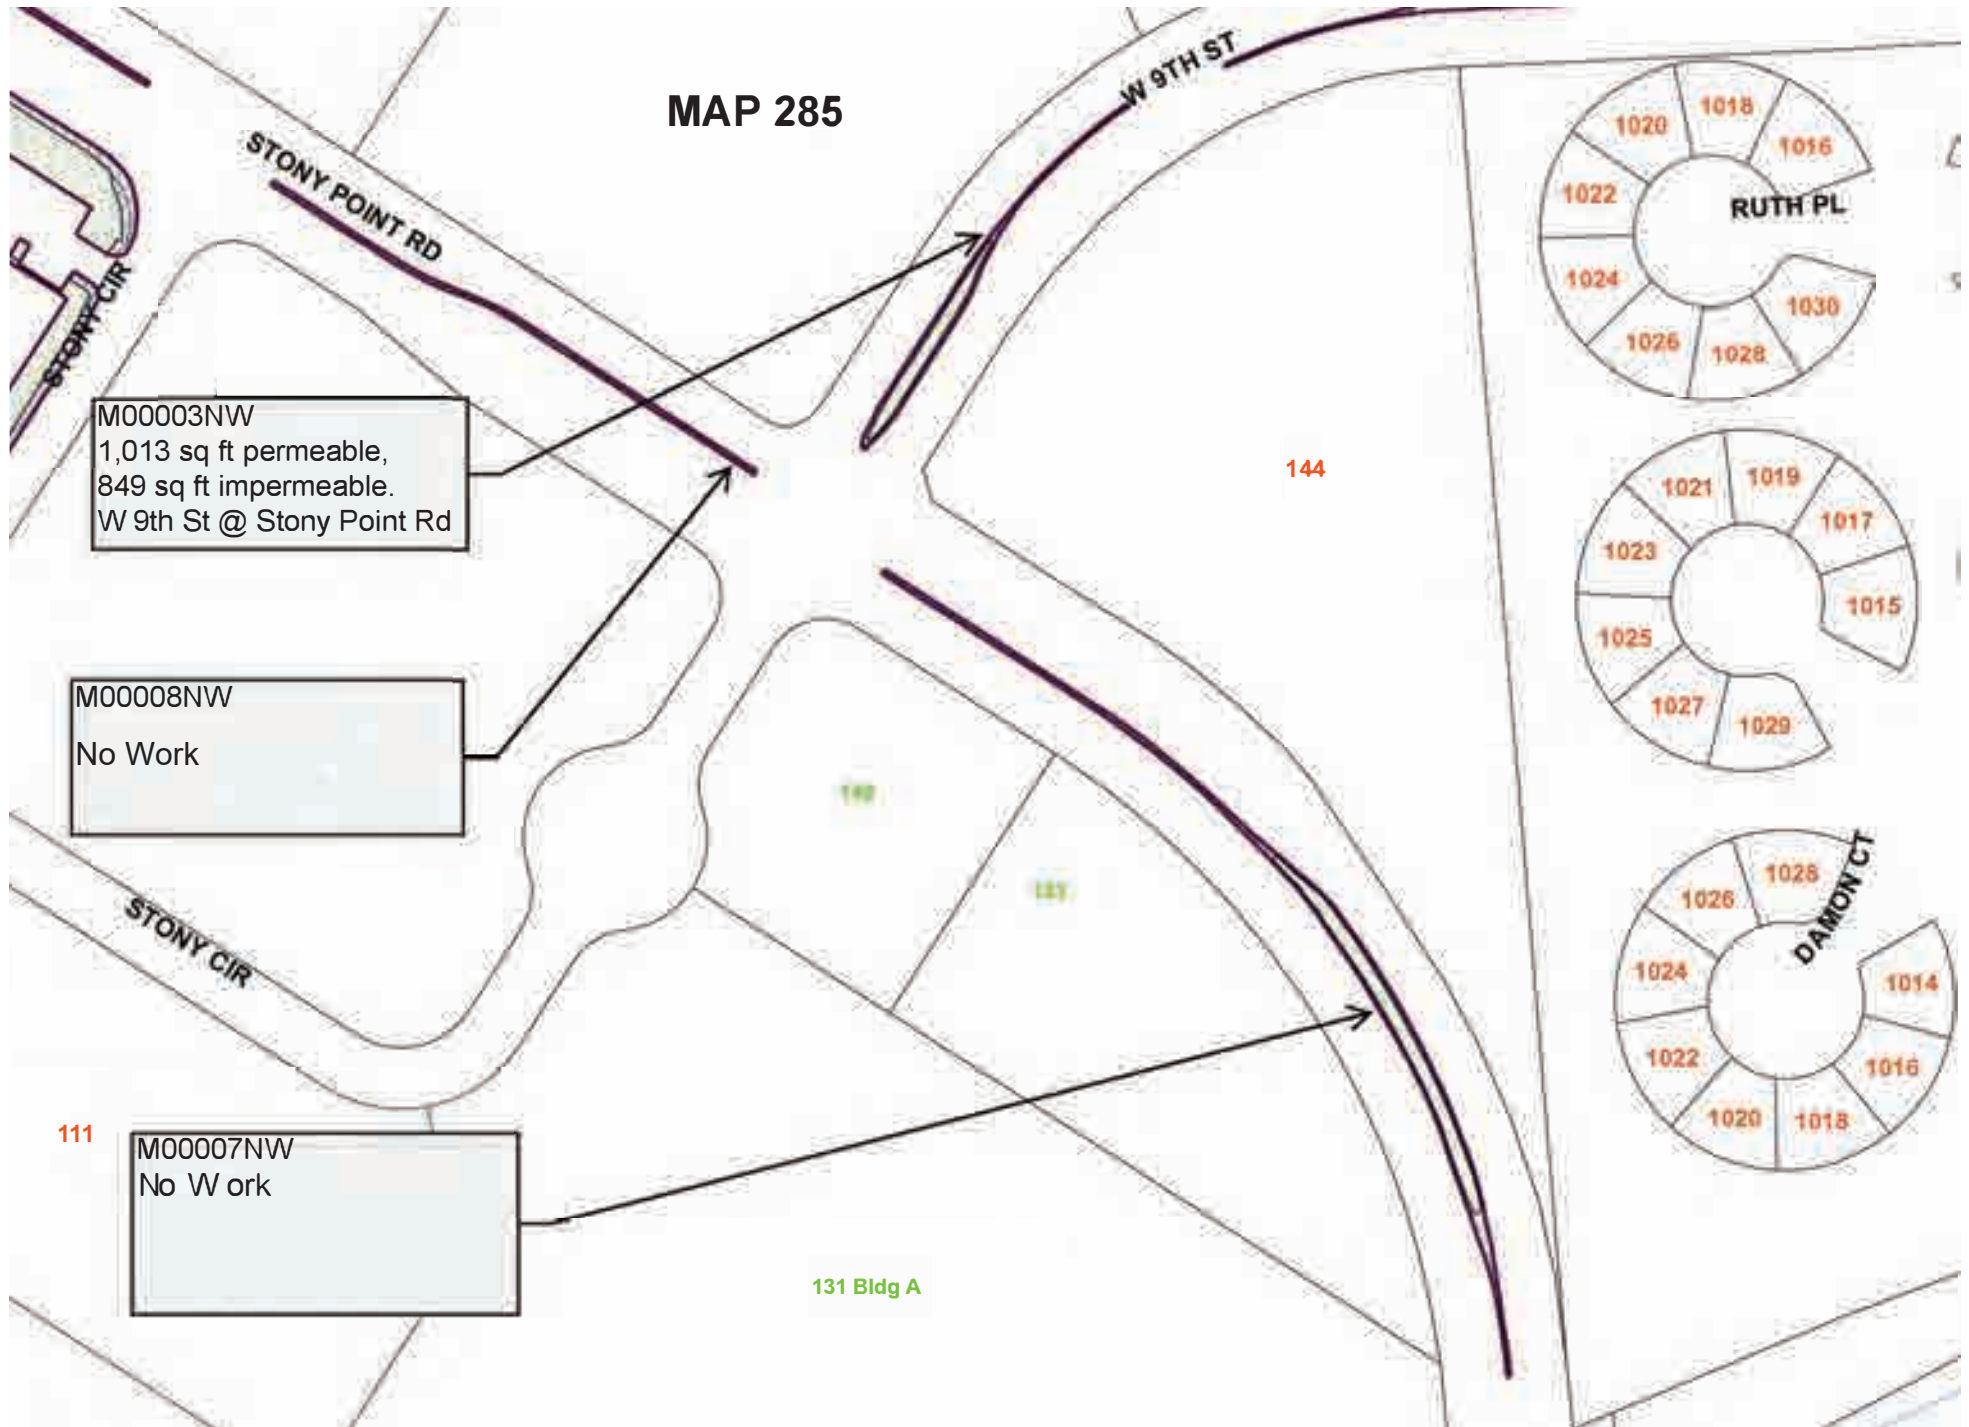 MAP 285
W 9TH ST
STONY POINT RD
STONY CIR
M00003NW
1,013 sq ft permeable,
849 sq ft impermeable.
W 9th St @ Stony Point Rd
M00008NW
No Work
STONY CIR
111
M00007NW
No Work
131 Bldg A
144
1020
1018
1016
1022
RUTH PL
1024
1030
1026
1028
1021
1019
1017
1023
1015
1025
1027
1029
1028
1026
DAMON CT
1024
1014
1022
1016
1020
1018